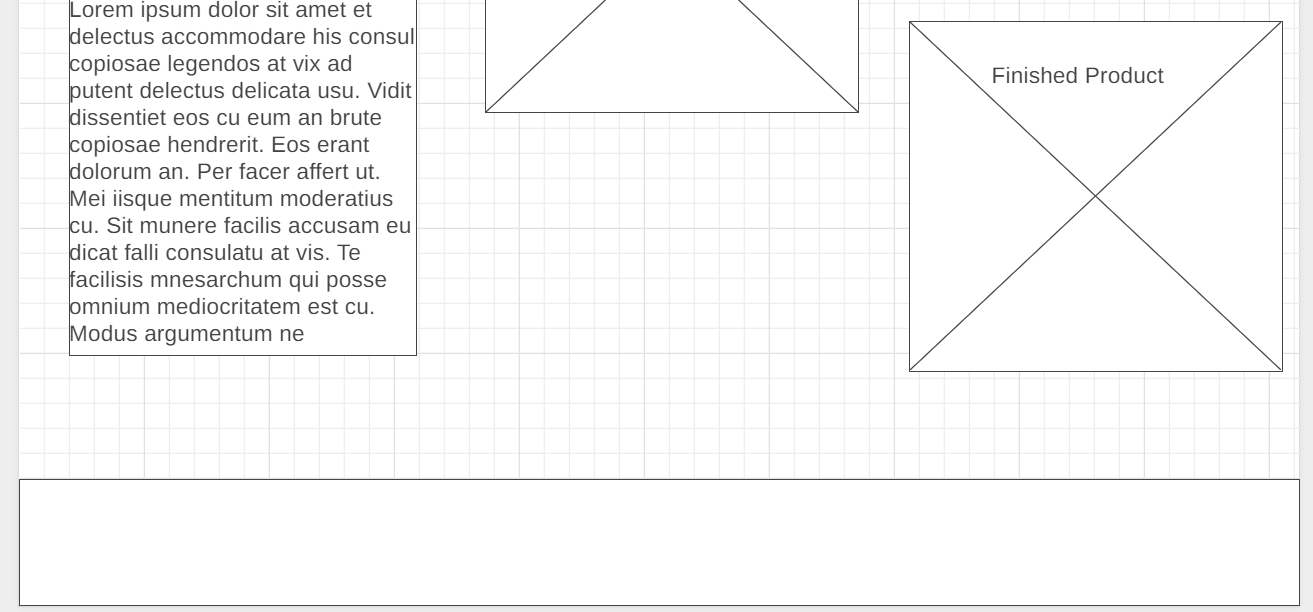 Lorem ipsum dolor sit amet et
delectus accommodare his consul
copiosae legendos at vix ad
putent delectus delicata usu. Vidit
dissentiet eos cu eum an brute
copiosae hendrerit. Eos erant
dolorum an. Per facer affert ut.
Mei iisque mentitum moderatius
cu. Sit munere facilis accusam eu
dicat falli consulatu at vis. Te
facilisis mnesarchum qui posse
omnium mediocritatem est cu.
Modus argumentum ne
Finished Product